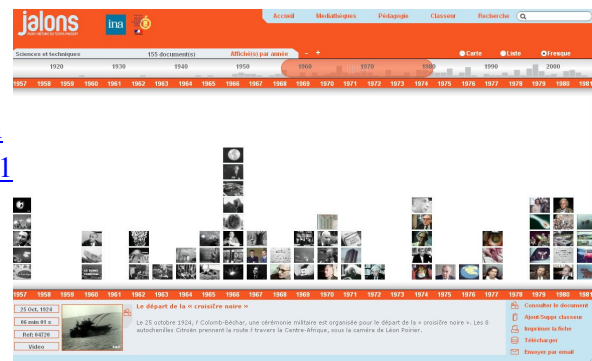 jalons
ina
Accueil Mediathèques Pédagogie Classeur Recherche
Sciences et techniques 155 document(s) Affiché(s) par année - + Carte Liste Fresque
1920 1930 1940 1950 1960 1970 1980 1990 2000
1957 1958 1959 1960 1961 1962 1963 1964 1965 1966 1967 1968 1969 1970 1971 1972 1973 1974 1975 1976 1977 1978 1979 1980 1981
1
1957 1958 1959 1960 1961 1962 1963 1964 1965 1966 1967 1968 1969 1970 1971 1972 1973 1974 1975 1976 1977 1978 1979 1980 1981
25 Oct, 1924
06 min 01 s
Ref: 04726
Video
Le départ de la « croisière noire »
Le 25 octobre 1924, à Colomb-Béchar, une cérémonie militaire est organisée pour le départ de la « croisière noire ». Les 8
autochenilles Citroën prennent la route à travers le Centre-Afrique, sous la caméra de Léon Poirier.
Consulter le document
Ajout/Suppr classeur
Imprimer la fiche
Télécharger
Envoyer par email